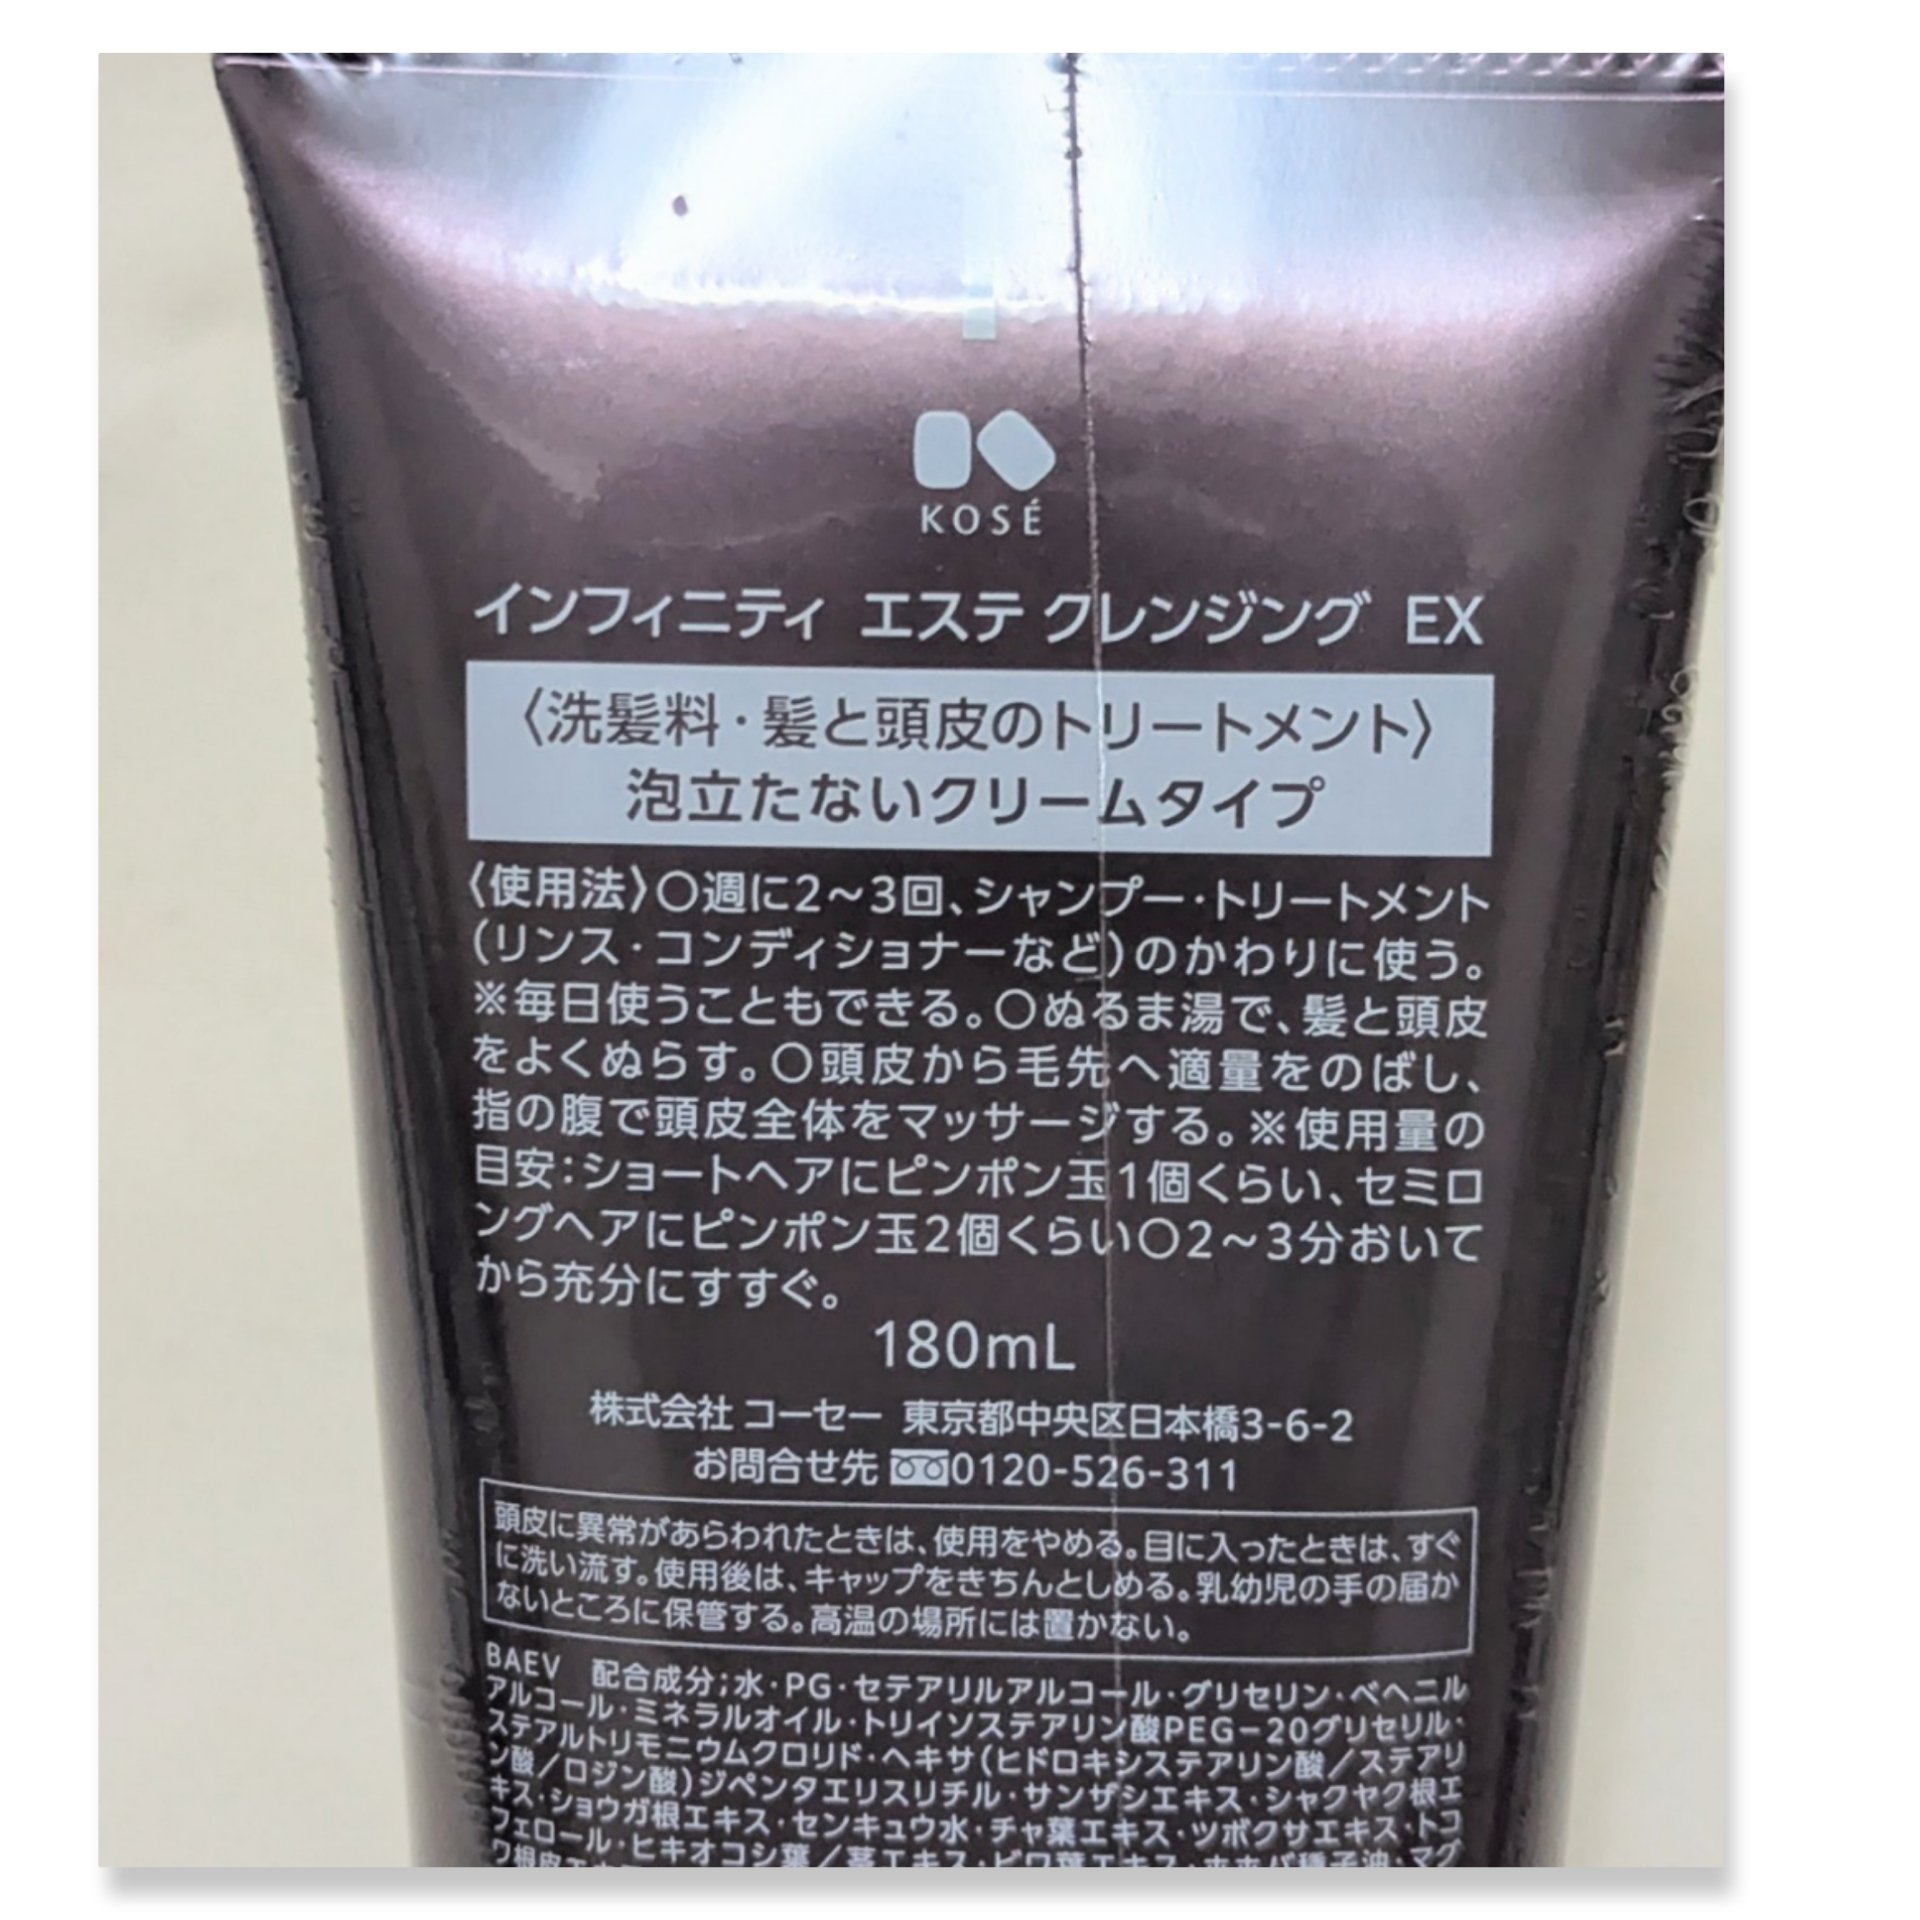 KOSÉ
インフィニティ エステ クレンジング EX
〈洗髪料・髪と頭皮のトリートメント〉
泡立たないクリームタイプ
〈使用法〉○週に2～3回、シャンプー・トリートメント
(リンス・コンディショナーなど)のかわりに使う。
※毎日使うこともできる。○ぬるま湯で、髪と頭皮
をよくぬらす。○頭皮から毛先へ適量をのばし、
指の腹で頭皮全体をマッサージする。※使用量の
目安:ショートヘアにピンポン玉1個くらい、セミロ
ングヘアにピンポン玉2個くらい○2～3分おいて
から充分にすすぐ。
180mL
株式会社 コーセー 東京都中央区日本橋3-6-2
お問合せ先 0120-526-311
頭皮に異常があらわれたときは、使用をやめる。目に入ったときは、すぐ
に洗い流す。使用後は、キャップをきちんとしめる。乳幼児の手の届か
ないところに保管する。高温の場所には置かない。
BAEV 配合成分;水・PG・セテアリルアルコール・グリセリン・ベヘニル
アルコール・ミネラルオイル・トリイソステアリン酸PEG-20グリセリル・
ステアルトリモニウムクロリド・ヘキサ(ヒドロキシステアリン酸/ステアリ
ン酸/ロジン酸)ジペンタエリスリチル・サンザシエキス・シャクヤク根エ
キス・ショウガ根エキス・センキュウ水・チャ葉エキス・ツボクサエキス・トコ
フェロール・ヒキオコシ葉/茎エキス・ビワ葉エキス・ホホバ種子油・マグ